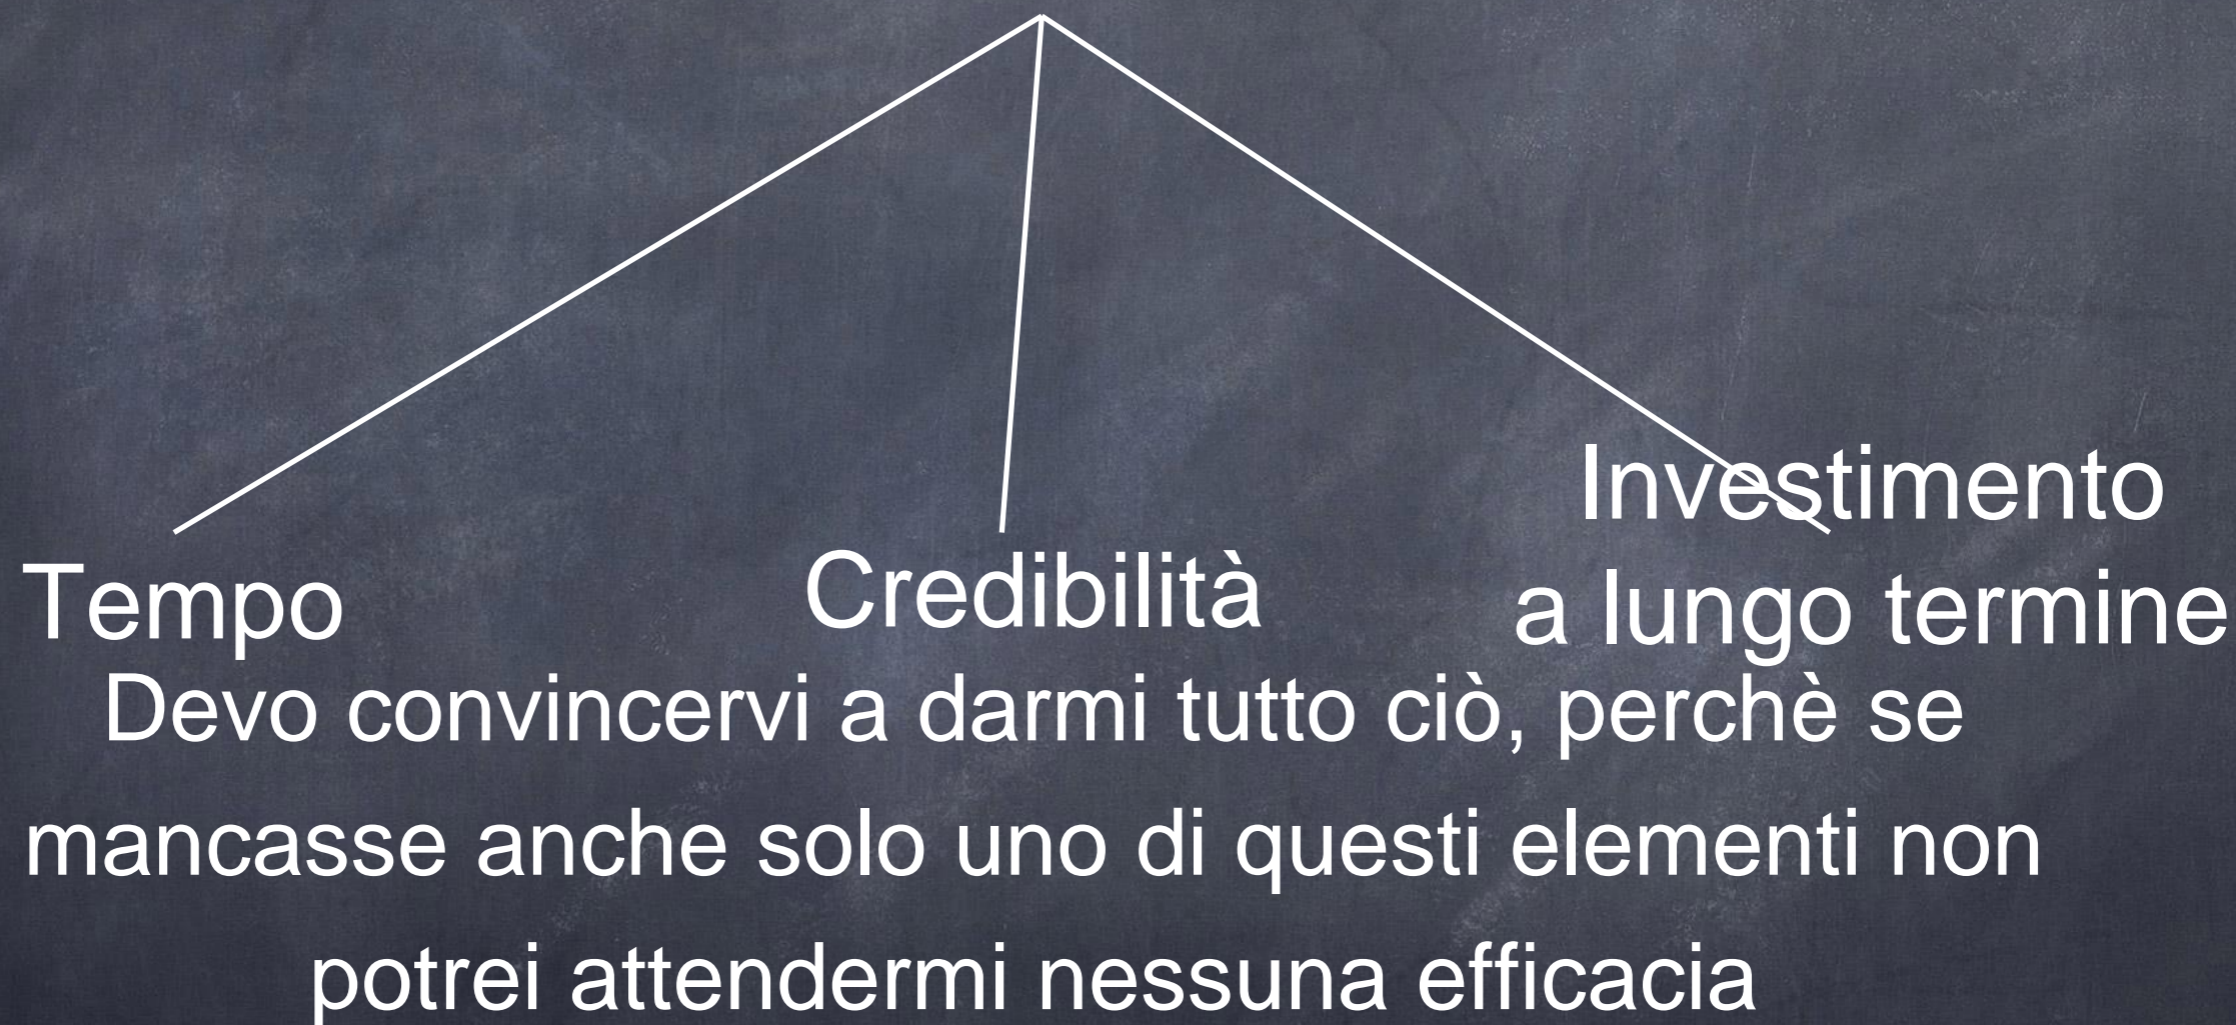 Tempo
Credibilità
Investimento
a lungo termine
Devo convincervi a darmi tutto ciò, perchè se
mancasse anche solo uno di questi elementi non
potrei attendermi nessuna efficacia